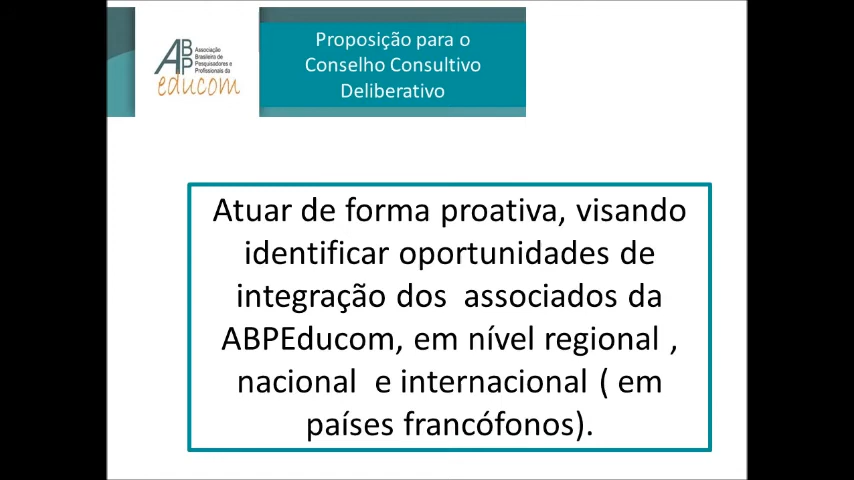 ABP
Associação
Brasileira de
Pesquisadores e
Profissionais da
educom
Proposição para o
Conselho Consultivo
Deliberativo
Atuar de forma proativa, visando
identificar oportunidades de
integração dos  associados da
ABPEducom, em nível regional ,
nacional  e internacional ( em
países francófonos).